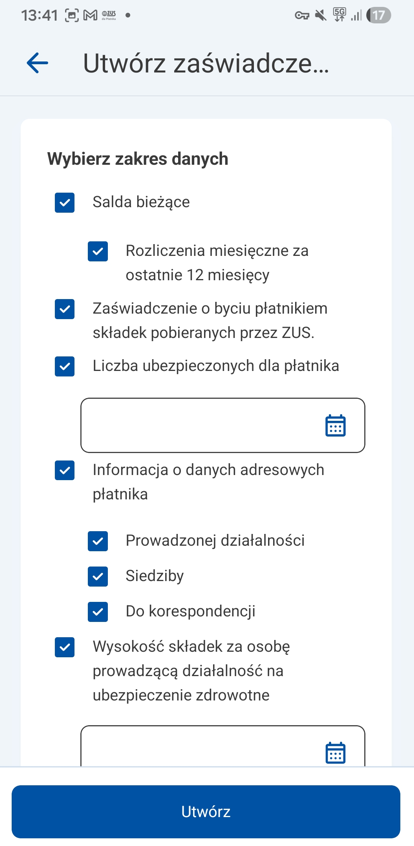 13:41
5G
17
Utwórz zaświadcze...
Wybierz zakres danych
Salda bieżące
Rozliczenia miesięczne za
ostatnie 12 miesięcy
Zaświadczenie o byciu płatnikiem
składek pobieranych przez ZUS.
Liczba ubezpieczonych dla płatnika
Informacja o danych adresowych
płatnika
Prowadzonej działalności
Siedziby
Do korespondencji
Wysokość składek za osobę
prowadzącą działalność na
ubezpieczenie zdrowotne
Utwórz